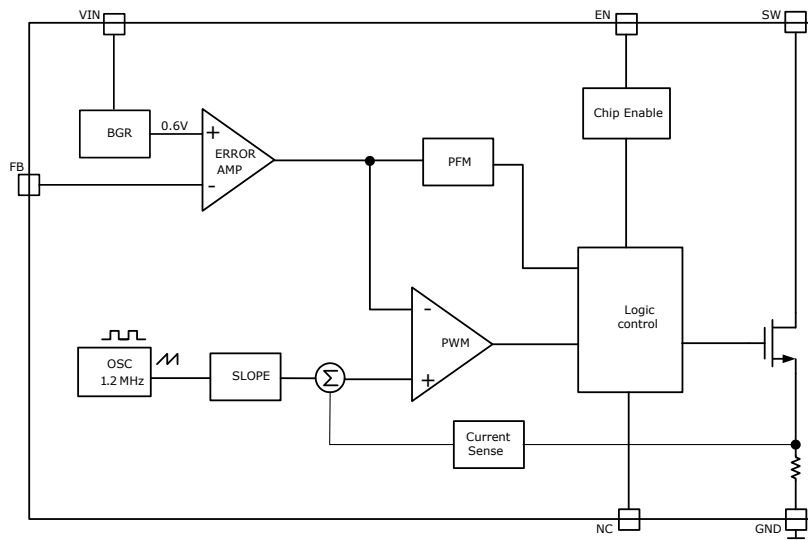 VIN
EN
SW
Chip Enable
BGR
0.6V
+
ERROR
AMP
-
PFM
FB
Logic
control
-
PWM
+
OSC
1.2 MHz
SLOPE
Σ
Current
Sense
NC
GND